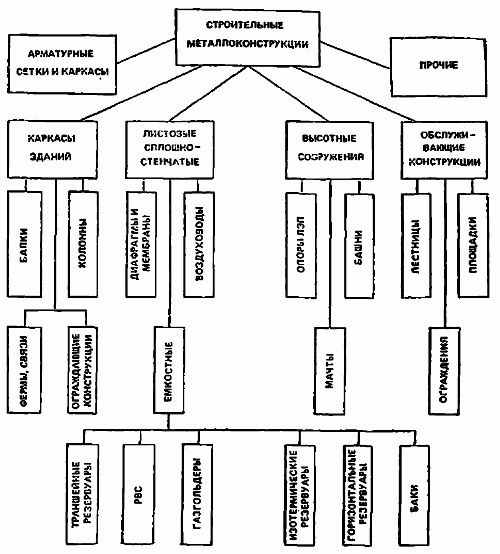 СТРОИТЕЛЬНЫЕ
МЕТАЛЛОКОНСТРУКЦИИ
АРМАТУРНЫЕ
СЕТКИ И КАРКАСЫ
ПРОЧИЕ
КАРКАСЫ
ЗДАНИЙ
ЛИСТОВЫЕ
СПЛОШНО-
СТЕНЧАТЫЕ
ВЫСОТНЫЕ
СООРУЖЕНИЯ
ОБСЛУЖИ-
ВАЮЩИЕ
КОНСТРУКЦИИ
БАЛКИ
КОЛОННЫ
ДИАФРАГМЫ И
МЕМБРАНЫ
ВОЗДУХОВОДЫ
ОПОРЫ ЛЭП
БАШНИ
ЛЕСТНИЦЫ
ПЛОЩАДКИ
ФЕРМЫ, СВЯЗИ
ОГРАЖДАЮЩИЕ
КОНСТРУКЦИИ
ЕМКОСТНЫЕ
МАЧТЫ
ОГРАЖДЕНИЯ
ТРАНШЕЙНЫЕ
РЕЗЕРВУАРЫ
РВС
ГАЗГОЛЬДЕРЫ
ИЗОТЕРМИЧЕСКИЕ
РЕЗЕРВУАРЫ
ГОРИЗОНТАЛЬНЫЕ
РЕЗЕРВУАРЫ
БАКИ